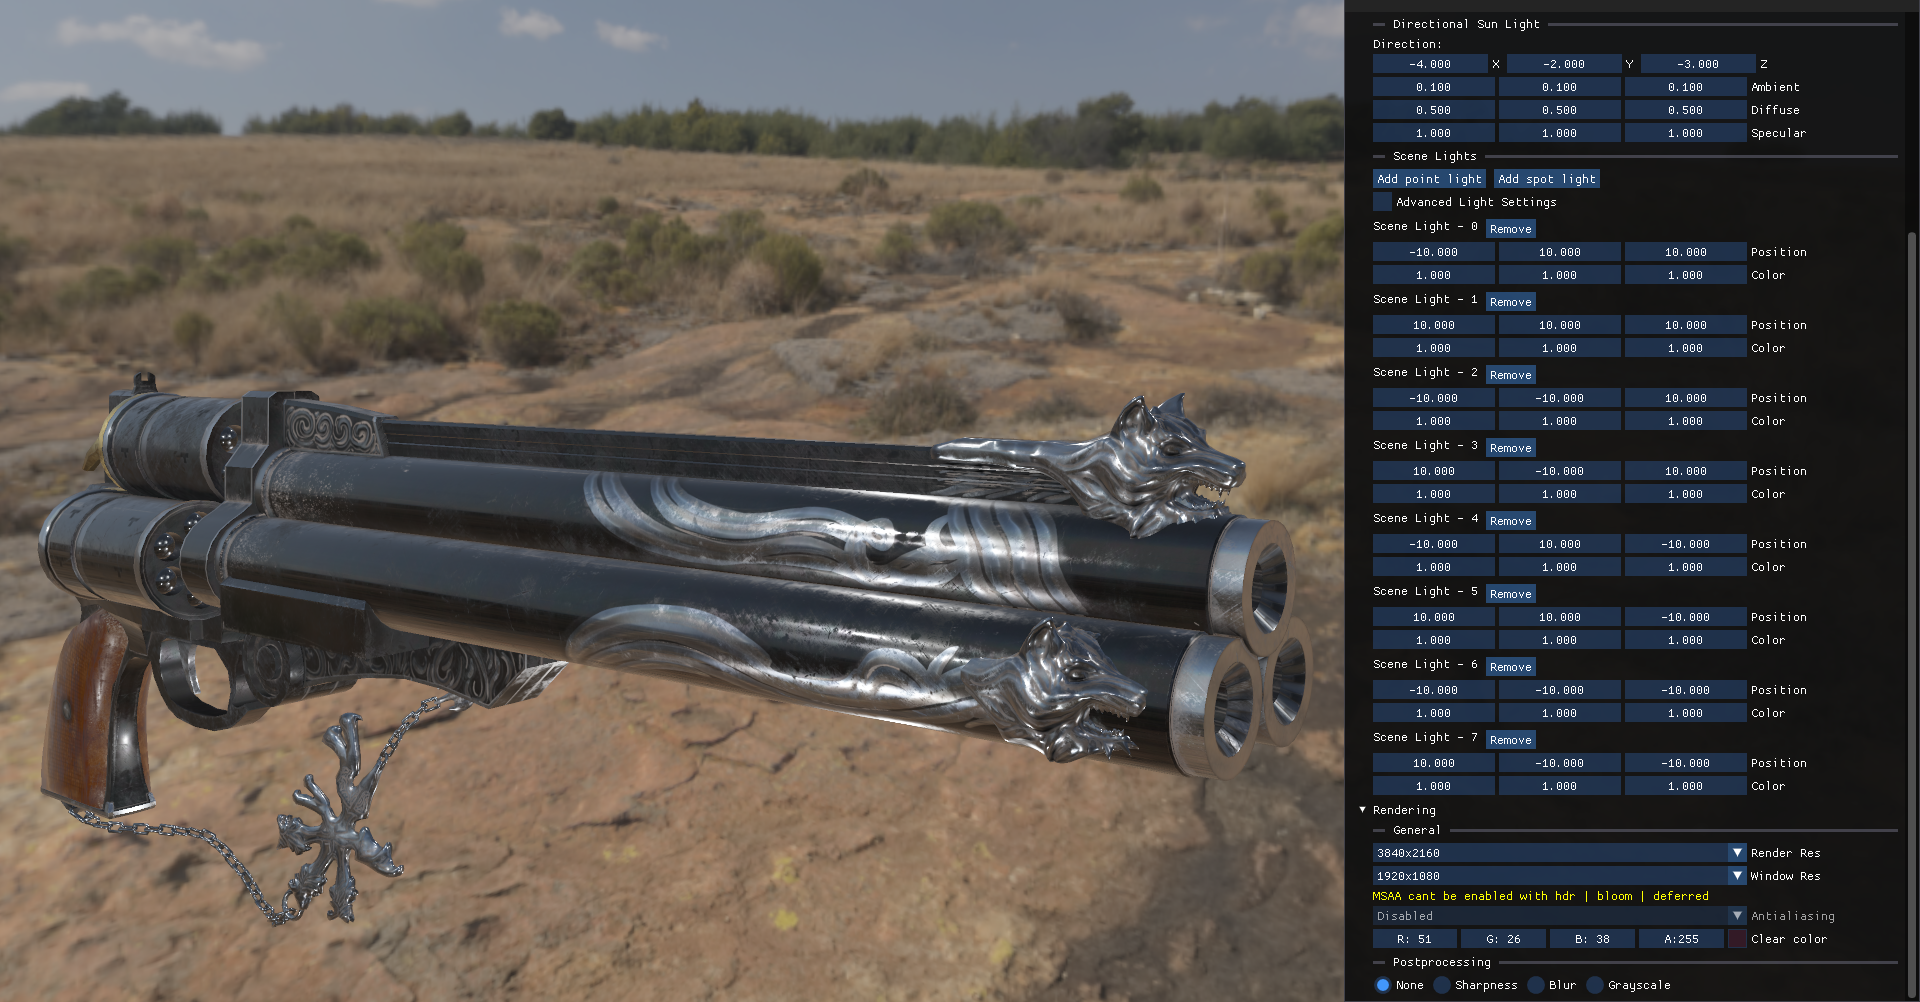 Directional Sun Light
Direction:
-4.000 X -2.000 Y -3.000 Z
0.100 0.100 0.100 Ambient
0.500 0.500 0.500 Diffuse
1.000 1.000 1.000 Specular
Scene Lights
Add point light Add spot light
Advanced Light Settings
Scene Light - 0 Remove
-10.000 10.000 10.000 Position
1.000 1.000 1.000 Color
Scene Light - 1 Remove
10.000 10.000 10.000 Position
1.000 1.000 1.000 Color
Scene Light - 2 Remove
-10.000 -10.000 10.000 Position
1.000 1.000 1.000 Color
Scene Light - 3 Remove
10.000 -10.000 10.000 Position
1.000 1.000 1.000 Color
Scene Light - 4 Remove
-10.000 10.000 -10.000 Position
1.000 1.000 1.000 Color
Scene Light - 5 Remove
10.000 10.000 -10.000 Position
1.000 1.000 1.000 Color
Scene Light - 6 Remove
-10.000 -10.000 -10.000 Position
1.000 1.000 1.000 Color
Scene Light - 7 Remove
10.000 -10.000 -10.000 Position
1.000 1.000 1.000 Color
Rendering
General
3840x2160 Render Res
1920x1080 Window Res
MSAA cant be enabled with hdr | bloom | deferred
Disabled Antialiasing
R: 51 G: 26 B: 38 A:255 Clear color
Postprocessing
None Sharpness Blur Grayscale